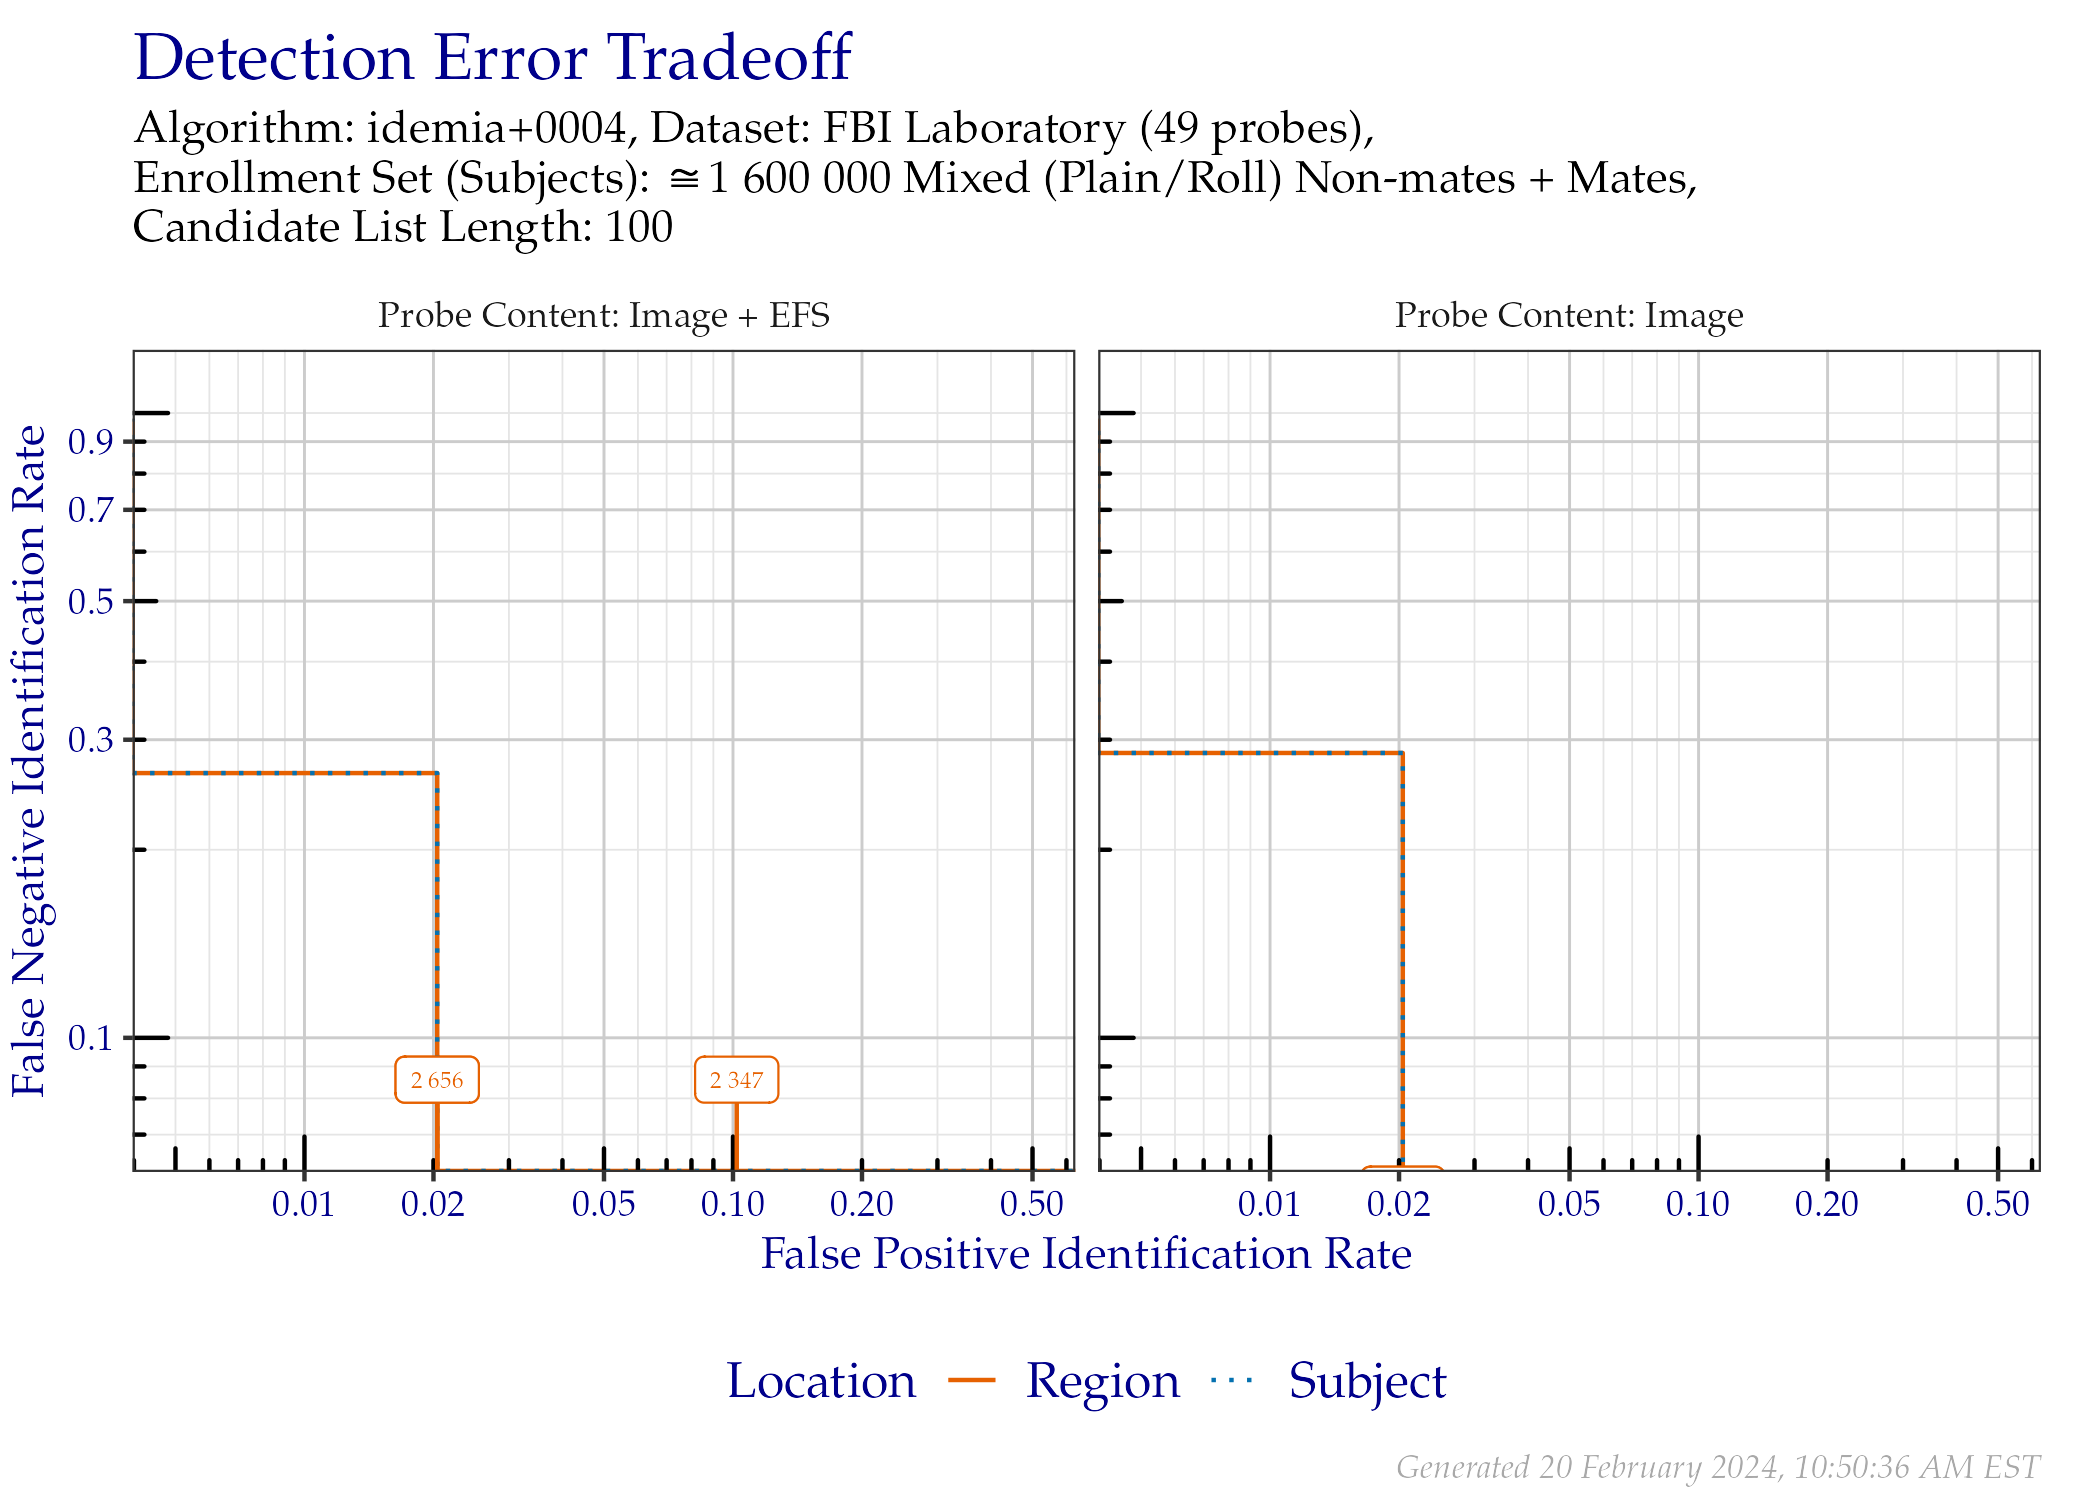 Detection Error Tradeoff
Algorithm: idemia+0004, Dataset: FBI Laboratory (49 probes),
Enrollment Set (Subjects): ≅1 600 000 Mixed (Plain/Roll) Non-mates + Mates,
Candidate List Length: 100
Probe Content: Image + EFS
Probe Content: Image
False Negative Identification Rate
0.9
0.7
0.5
0.3
0.1
2 656
2 347
0.01 0.02 0.05 0.10 0.20 0.50
0.01 0.02 0.05 0.10 0.20 0.50
False Positive Identification Rate
Location Region Subject
Generated 20 February 2024, 10:50:36 AM EST